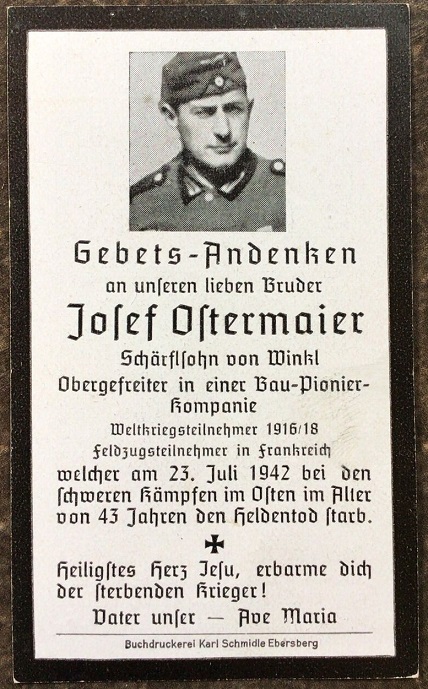 Gebets-Andenken
an unseren lieben Bruder
Josef Ostermaier
Schärflsohn von Winkl
Obergefreiter in einer Bau-Pionier-
Kompanie
Weltkriegsteilnehmer 1916/18
Feldzugsteilnehmer in Frankreich
welcher am 23. Juli 1942 bei den
schweren Kämpfen im Osten im Alter
von 43 Jahren den Heldentod starb.
Heiligstes Herz Jesu, erbarme dich
der sterbenden Krieger!
Vater unser — Ave Maria
Buchdruckerei Karl Schmidle Ebersberg